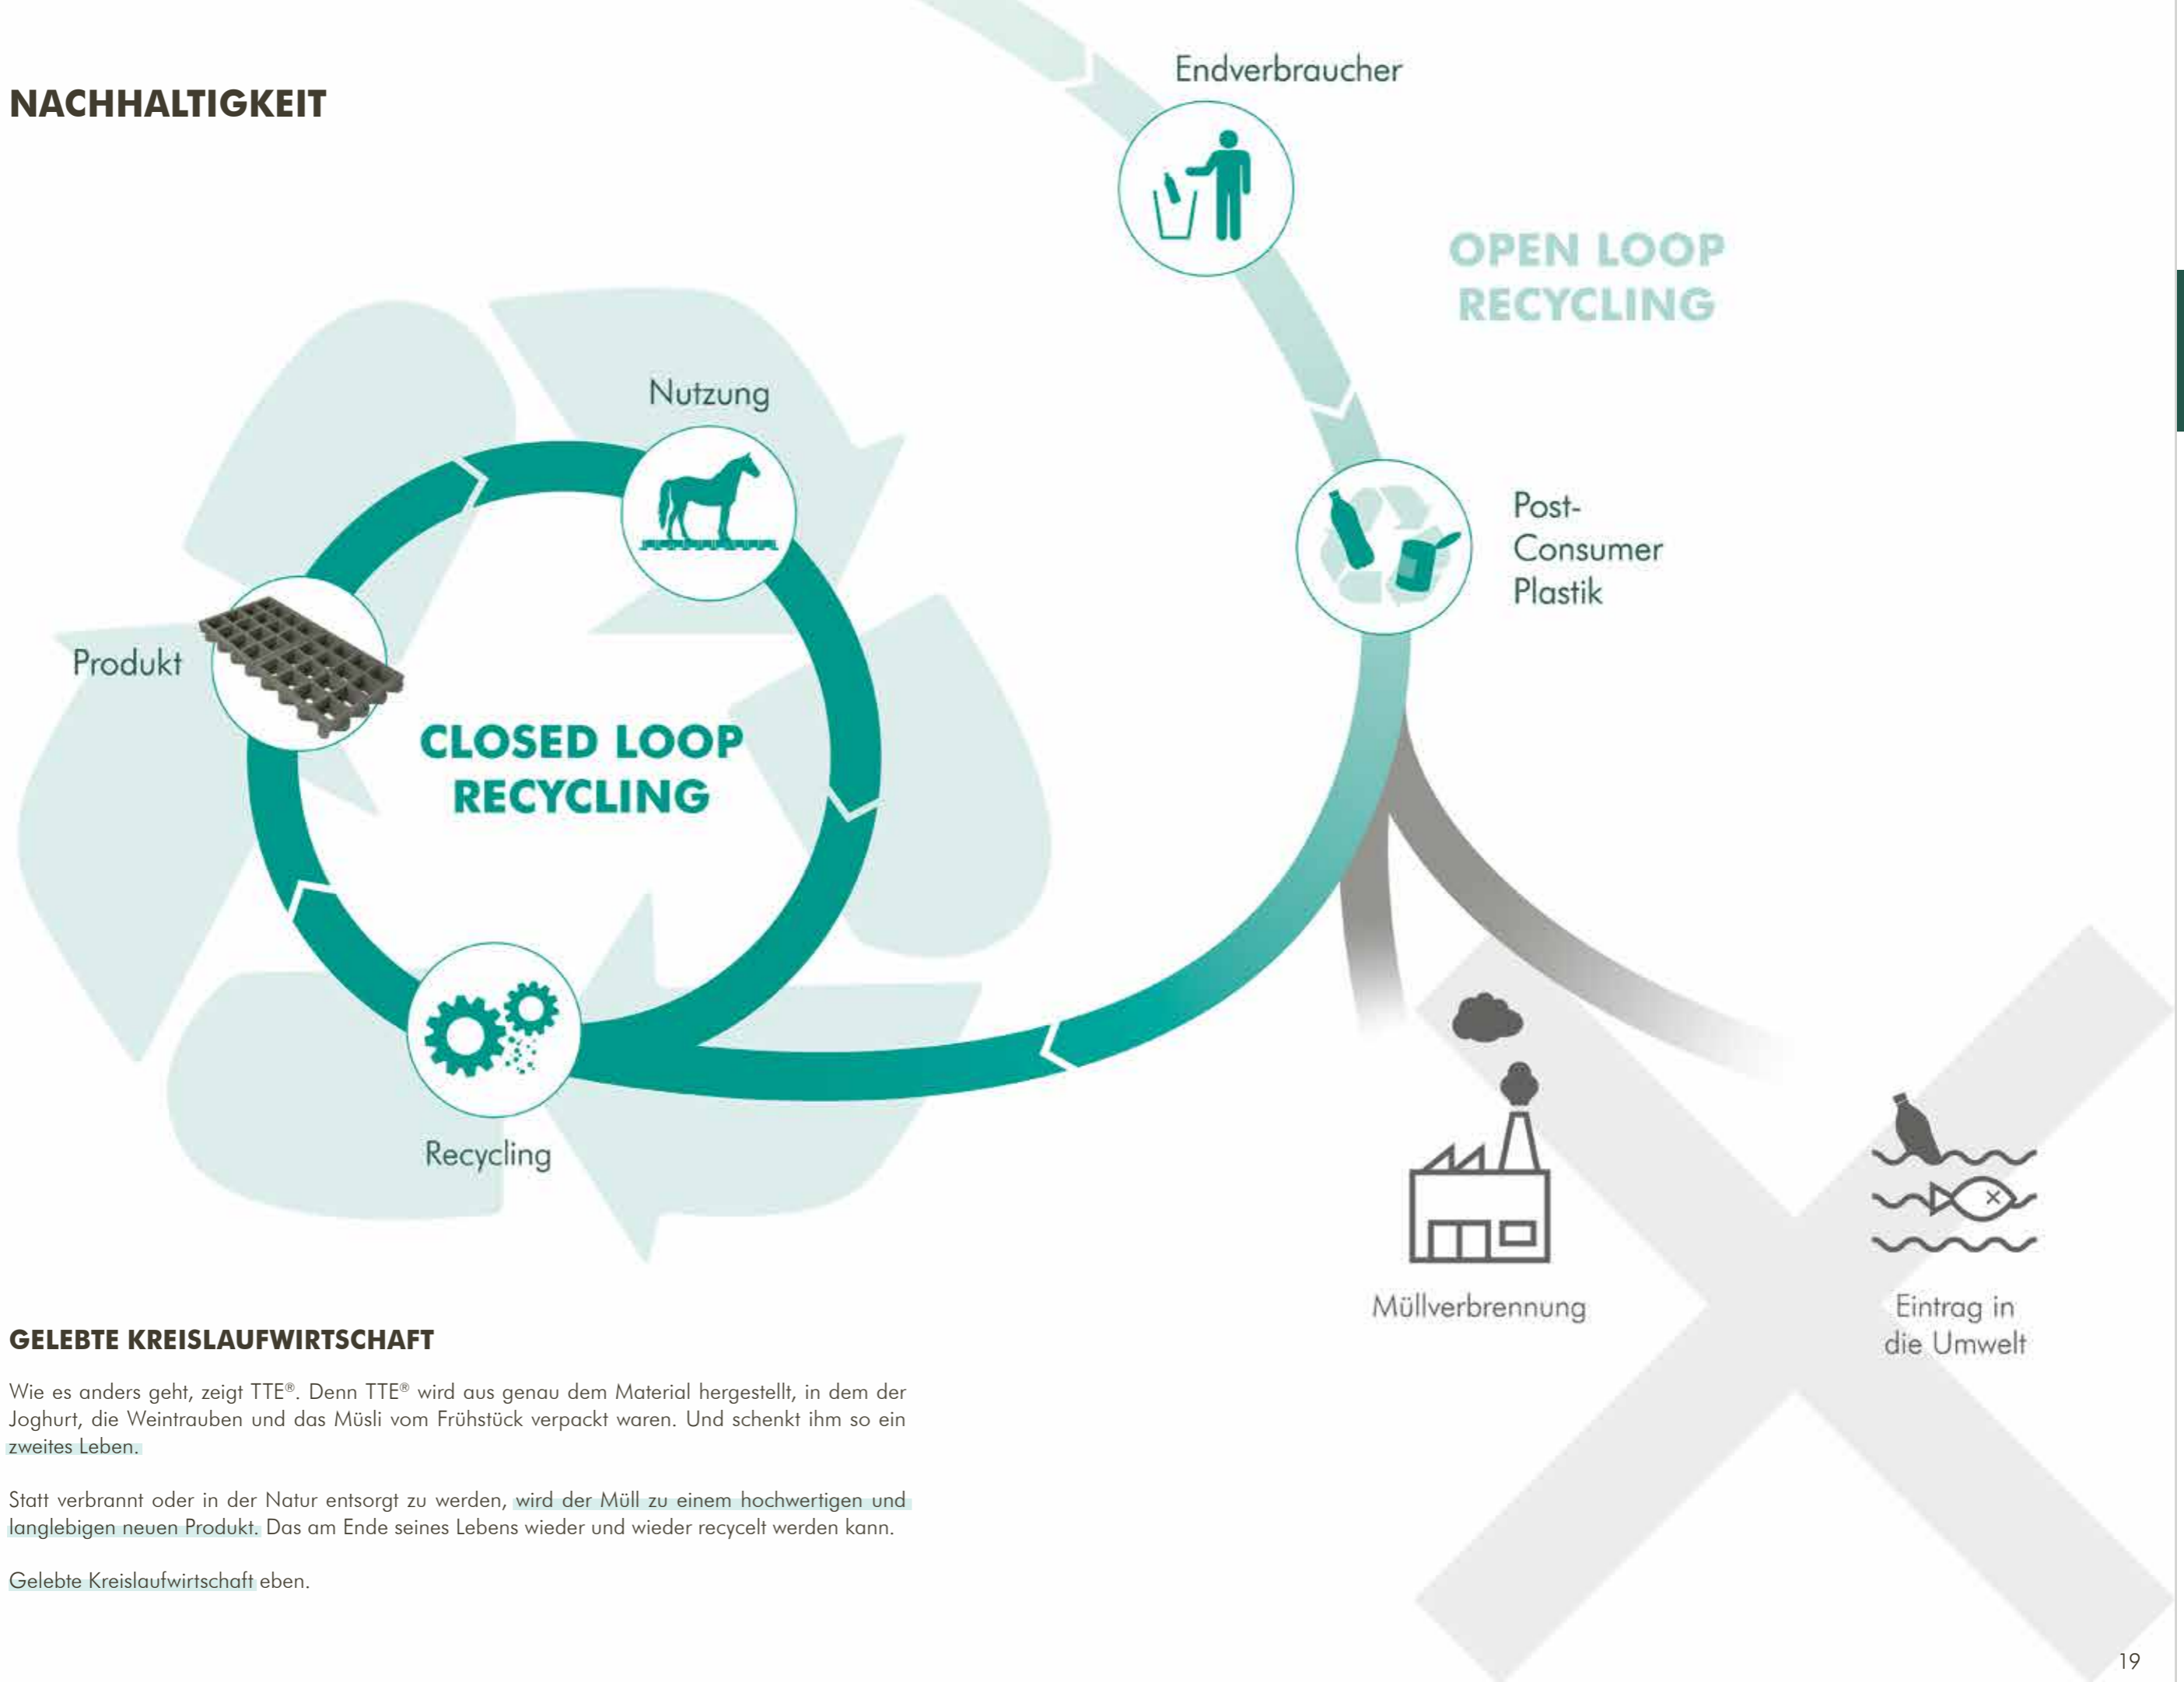 NACHHALTIGKEIT
Endverbraucher
OPEN LOOP
RECYCLING
Nutzung
Post-
Consumer
Plastik
Produkt
CLOSED LOOP
RECYCLING
Recycling
Müllverbrennung
Eintrag in
die Umwelt
GELEBTE KREISLAUFWIRTSCHAFT
Wie es anders geht, zeigt TTE®. Denn TTE® wird aus genau dem Material hergestellt, in dem der
Joghurt, die Weintrauben und das Müsli vom Frühstück verpackt waren. Und schenkt ihm so ein
zweites Leben.
Statt verbrannt oder in der Natur entsorgt zu werden, wird der Müll zu einem hochwertigen und
langlebigen neuen Produkt. Das am Ende seines Lebens wieder und wieder recycelt werden kann.
Gelebte Kreislaufwirtschaft eben.
19